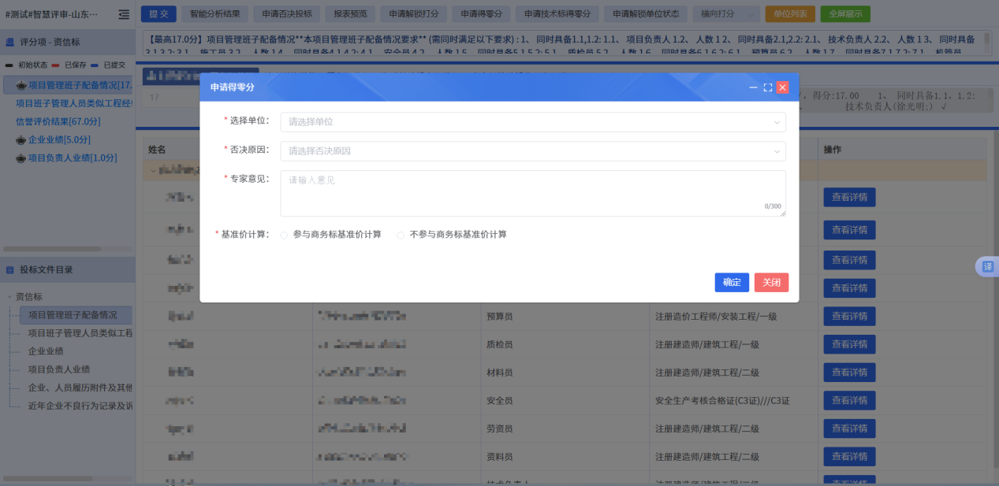 #测试#智慧评审-山东···
提 交 智能分析结果 申请否决投标 报表预览 申请解锁打分 申请得零分 申请技术标得零分 申请解锁单位状态 横向打分 单位列表 全屏展示
评分项 - 资信标
【最高17.0分】项目管理班子配备情况**本项目管理班子配备情况要求** (需同时满足以下要求) : 1、 同时具备1.1,1.2: 1.1、 项目负责人 1.2、 人数 1 2、 同时具备2.1,2.2: 2.1、 技术负责人 2.2、 人数 1 3、 同时具备
3.1,3.2: 3.1、 施工员 3.2、 人数 1 4、 同时具备4.1,4.2: 4.1、 安全员 4.2、 人数 1 5、 同时具备5.1,5.2: 5.1、 质检员 5.2、 人数 1 6、 同时具备6.1,6.2: 6.1、 预算员 6.2、 人数 1 7、 同时具备7.1,7.2: 7.1、 机管员
初始状态 已保存 已提交
项目管理班子配备情况[17.
项目班子管理人员类似工程经
信誉评价结果[67.0分]
企业业绩[5.0分]
项目负责人业绩[1.0分]
17
, 得分:17.00 1、 同时具备1.1, 1.2:
技术负责人(徐光明;) √
申请得零分
* 选择单位: 请选择单位
* 否决原因: 请选择否决原因
* 专家意见: 请输入意见
0/300
* 基准价计算: 参与商务标基准价计算 不参与商务标基准价计算
确定 关闭
姓名 操作
查看详情
查看详情
查看详情
查看详情
投标文件目录
资信标
项目管理班子配备情况
项目班子管理人员类似工程
企业业绩
项目负责人业绩
企业、人员履历附件及其他
近年企业不良行为记录及诉
预算员 注册造价工程师/安装工程/一级 查看详情
质检员 注册建造师/建筑工程/一级 查看详情
材料员 注册建造师/建筑工程/二级 查看详情
安全员 安全生产考核合格证(C3证)///C3证 查看详情
劳资员 注册建造师/建筑工程/二级 查看详情
资料员 注册建造师/建筑工程/二级 查看详情
技术负责人 注册建造师/建筑工程/二级 查看详情
译